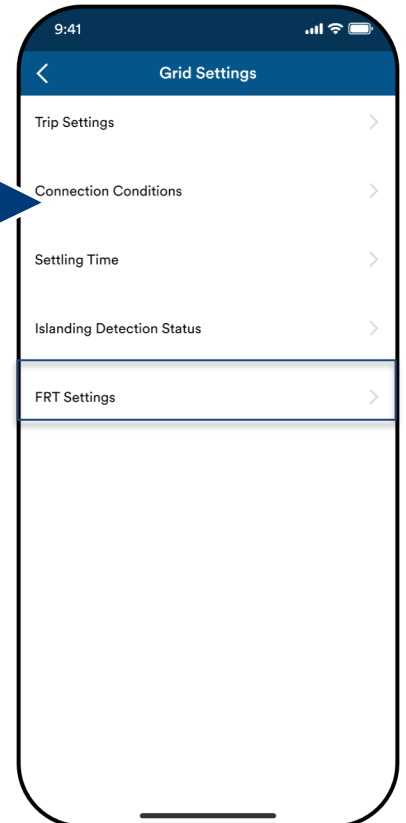 9:41
Grid Settings
Trip Settings
Connection Conditions
Settling Time
Islanding Detection Status
FRT Settings